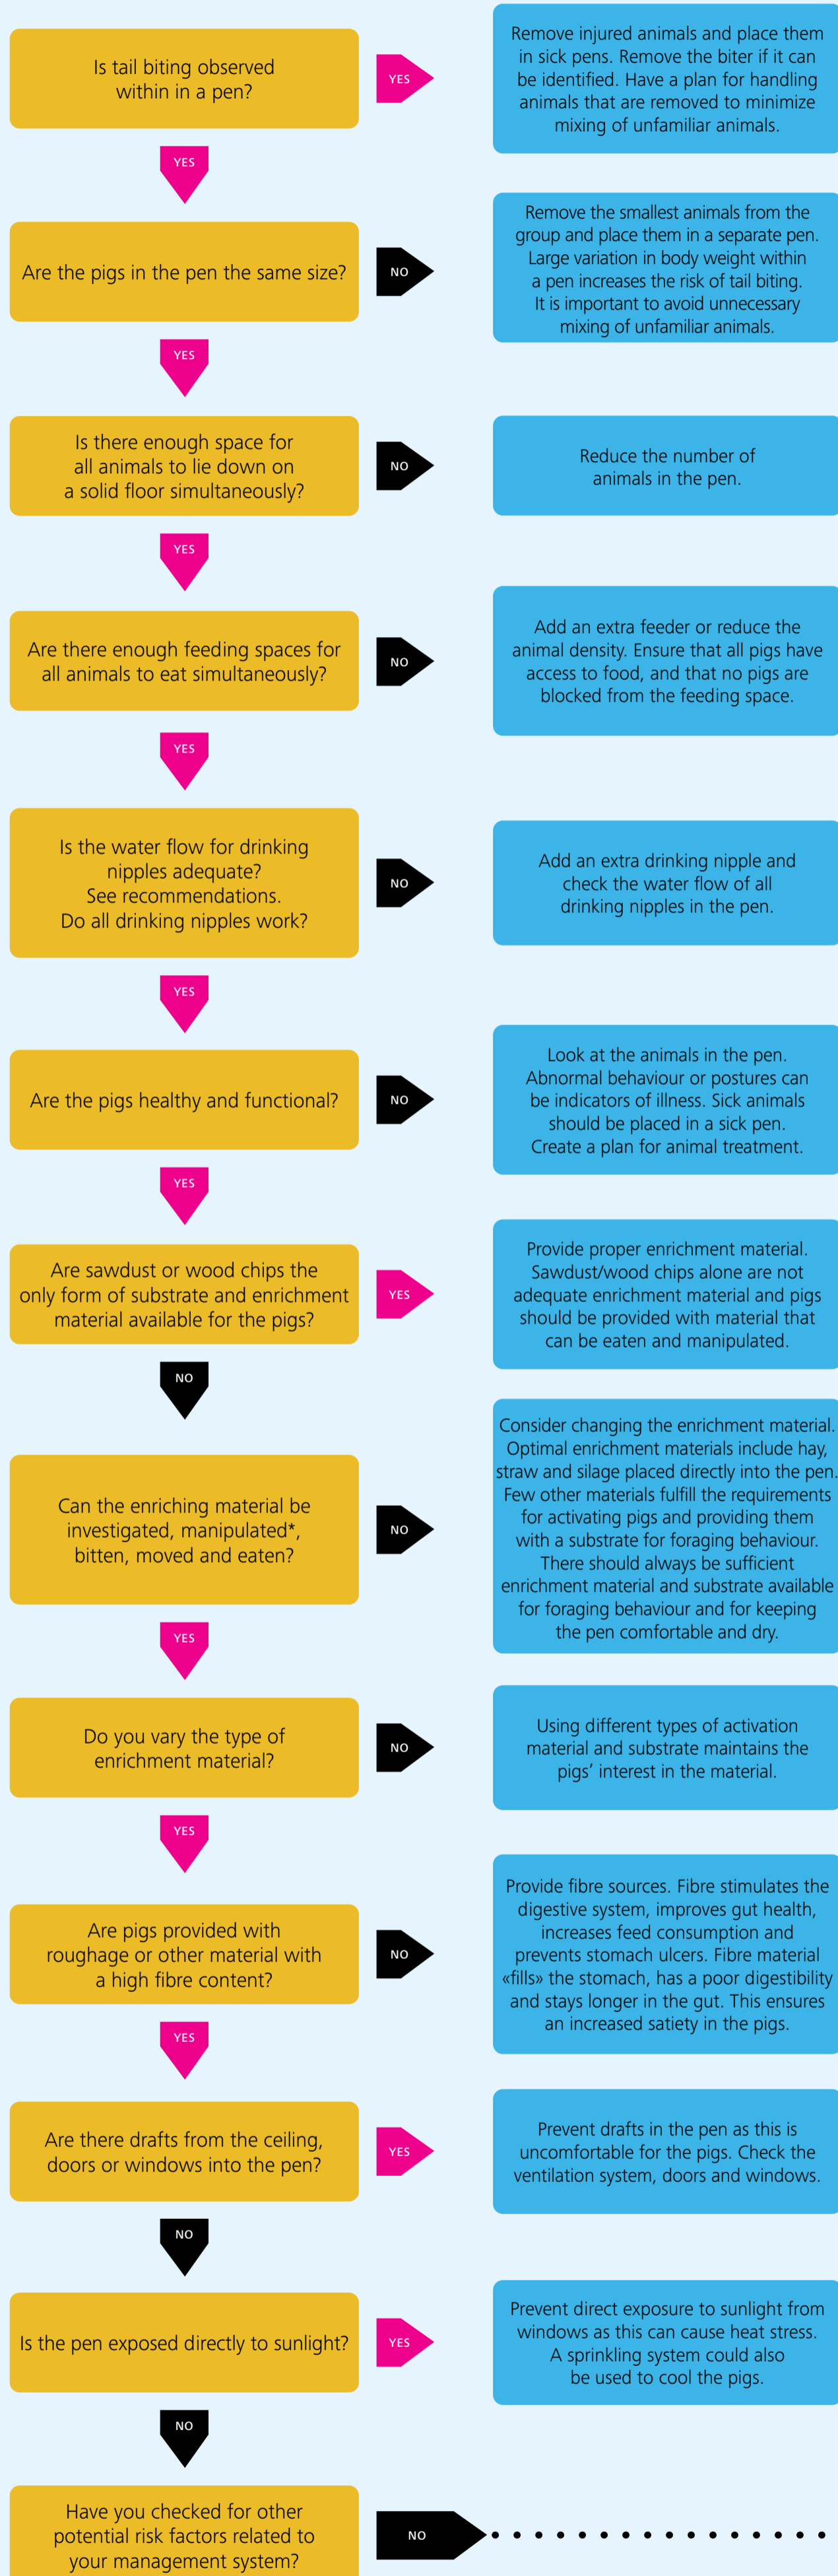 Is tail biting observed
within in a pen?
YES
Remove injured animals and place them
in sick pens. Remove the biter if it can
be identified. Have a plan for handling
animals that are removed to minimize
mixing of unfamiliar animals.
YES
Are the pigs in the pen the same size?
NO
Remove the smallest animals from the
group and place them in a separate pen.
Large variation in body weight within
a pen increases the risk of tail biting.
It is important to avoid unnecessary
mixing of unfamiliar animals.
YES
Is there enough space for
all animals to lie down on
a solid floor simultaneously?
NO
Reduce the number of
animals in the pen.
YES
Are there enough feeding spaces for
all animals to eat simultaneously?
NO
Add an extra feeder or reduce the
animal density. Ensure that all pigs have
access to food, and that no pigs are
blocked from the feeding space.
YES
Is the water flow for drinking
nipples adequate?
See recommendations.
Do all drinking nipples work?
NO
Add an extra drinking nipple and
check the water flow of all
drinking nipples in the pen.
YES
Are the pigs healthy and functional?
NO
Look at the animals in the pen.
Abnormal behaviour or postures can
be indicators of illness. Sick animals
should be placed in a sick pen.
Create a plan for animal treatment.
YES
Are sawdust or wood chips the
only form of substrate and enrichment
material available for the pigs?
YES
Provide proper enrichment material.
Sawdust/wood chips alone are not
adequate enrichment material and pigs
should be provided with material that
can be eaten and manipulated.
NO
Can the enriching material be
investigated, manipulated*,
bitten, moved and eaten?
NO
Consider changing the enrichment material.
Optimal enrichment materials include hay,
straw and silage placed directly into the pen.
Few other materials fulfill the requirements
for activating pigs and providing them
with a substrate for foraging behaviour.
There should always be sufficient
enrichment material and substrate available
for foraging behaviour and for keeping
the pen comfortable and dry.
YES
Do you vary the type of
enrichment material?
NO
Using different types of activation
material and substrate maintains the
pigs’ interest in the material.
YES
Are pigs provided with
roughage or other material with
a high fibre content?
NO
Provide fibre sources. Fibre stimulates the
digestive system, improves gut health,
increases feed consumption and
prevents stomach ulcers. Fibre material
«fills» the stomach, has a poor digestibility
and stays longer in the gut. This ensures
an increased satiety in the pigs.
YES
Are there drafts from the ceiling,
doors or windows into the pen?
YES
Prevent drafts in the pen as this is
uncomfortable for the pigs. Check the
ventilation system, doors and windows.
NO
Is the pen exposed directly to sunlight?
YES
Prevent direct exposure to sunlight from
windows as this can cause heat stress.
A sprinkling system could also
be used to cool the pigs.
NO
Have you checked for other
potential risk factors related to
your management system?
NO